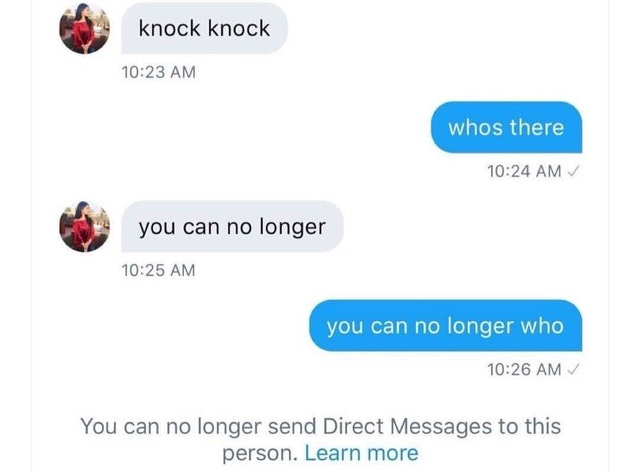 knock knock
10:23 AM
whos there
10:24 AM ✓
you can no longer
10:25 AM
you can no longer who
10:26 AM ✓
You can no longer send Direct Messages to this
person. Learn more